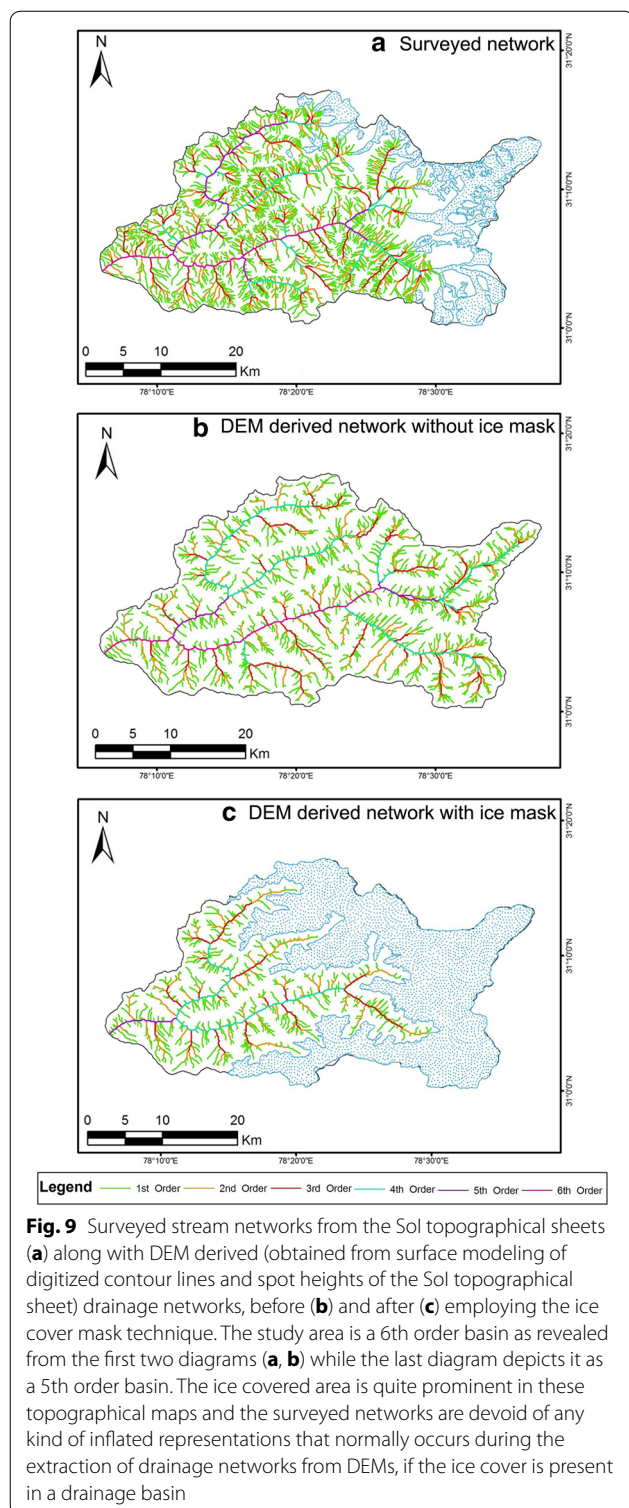 N
a Surveyed network
31°20'0"N
31°10'0"N
31°0'0"N
0 5 10 20
Km
78°10'0"E 78°20'0"E 78°30'0"E
N
b DEM derived network without ice mask
31°20'0"N
31°10'0"N
31°0'0"N
0 5 10 20
Km
78°10'0"E 78°20'0"E 78°30'0"E
N
c DEM derived network with ice mask
31°20'0"N
31°10'0"N
31°0'0"N
0 5 10 20
Km
78°10'0"E 78°20'0"E 78°30'0"E
Legend 1st Order 2nd Order 3rd Order 4th Order 5th Order 6th Order
Fig. 9 Surveyed stream networks from the SoI topographical sheets
(a) along with DEM derived (obtained from surface modeling of
digitized contour lines and spot heights of the SoI topographical
sheet) drainage networks, before (b) and after (c) employing the ice
cover mask technique. The study area is a 6th order basin as revealed
from the first two diagrams (a, b) while the last diagram depicts it as
a 5th order basin. The ice covered area is quite prominent in these
topographical maps and the surveyed networks are devoid of any
kind of inflated representations that normally occurs during the
extraction of drainage networks from DEMs, if the ice cover is present
in a drainage basin